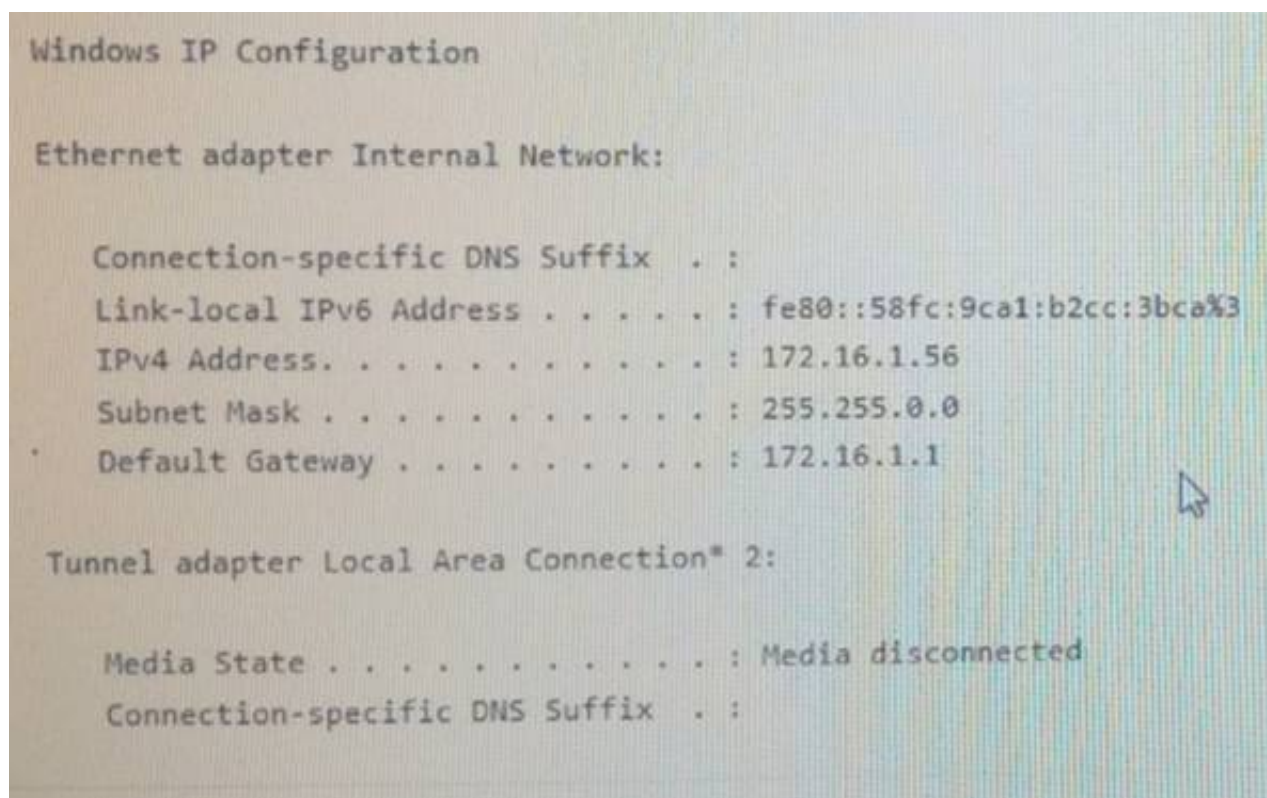 Windows IP Configuration
Ethernet adapter Internal Network:
Connection-specific DNS Suffix . :
Link-local IPv6 Address . . . . . : fe80::58fc:9ca1:b2cc:3bca%3
IPv4 Address. . . . . . . . . . . : 172.16.1.56
Subnet Mask . . . . . . . . . . . : 255.255.0.0
Default Gateway . . . . . . . . . : 172.16.1.1
Tunnel adapter Local Area Connection* 2:
Media State . . . . . . . . . . . : Media disconnected
Connection-specific DNS Suffix . :